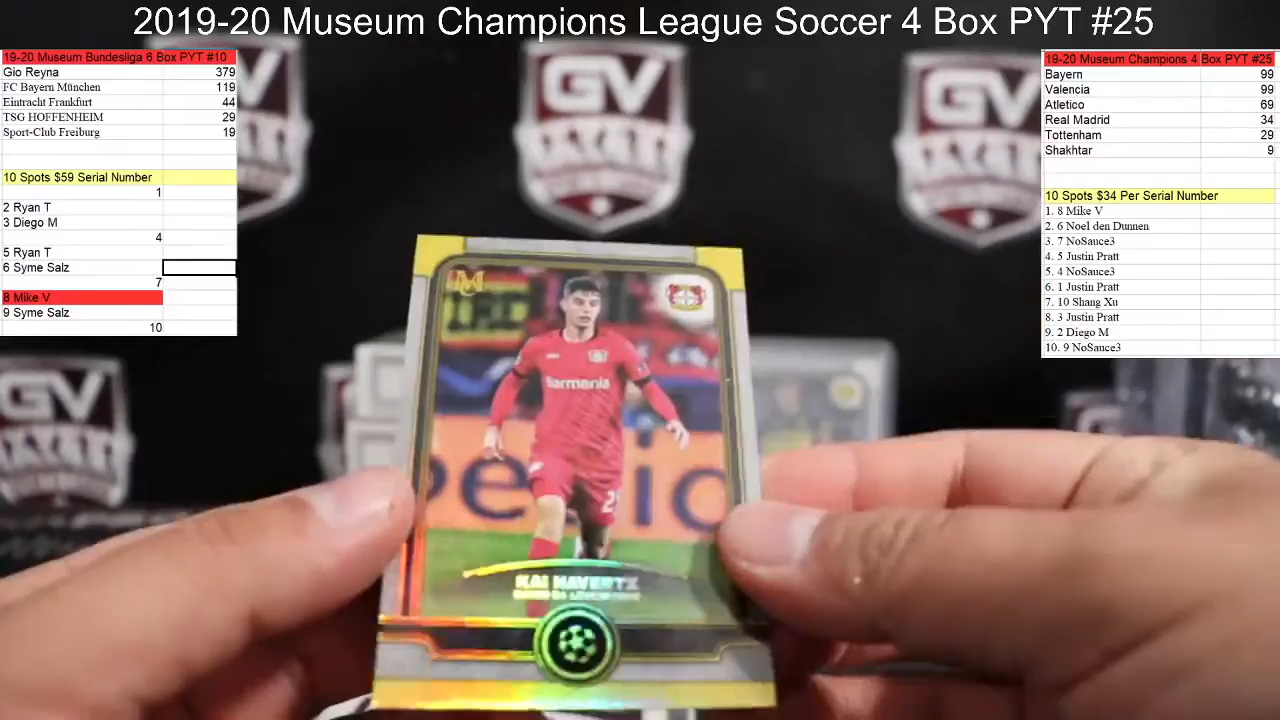 2019-20 Museum Champions League Soccer 4 Box PYT #25
19-20 Museum Bundesliga 6 Box PYT #10
Gio Reyna 379
FC Bayern München 119
Eintracht Frankfurt 44
TSG HOFFENHEIM 29
Sport-Club Freiburg 19
10 Spots $59 Serial Number
1
2 Ryan T
3 Diego M
4
5 Ryan T
6 Syme Salz
7
8 Mike V
9 Syme Salz
10
19-20 Museum Champions 4 Box PYT #25
Bayern 99
Valencia 99
Atletico 69
Real Madrid 34
Tottenham 29
Shakhtar 9
10 Spots $34 Per Serial Number
1. 8 Mike V
2. 6 Noel den Dunnen
3. 7 NoSauce3
4. 5 Justin Pratt
5. 4 NoSauce3
6. 1 Justin Pratt
7. 10 Shang Xu
8. 3 Justin Pratt
9. 2 Diego M
10. 9 NoSauce3
GV
GV
GV
GV
Barmenia
KAI HAVERTZ